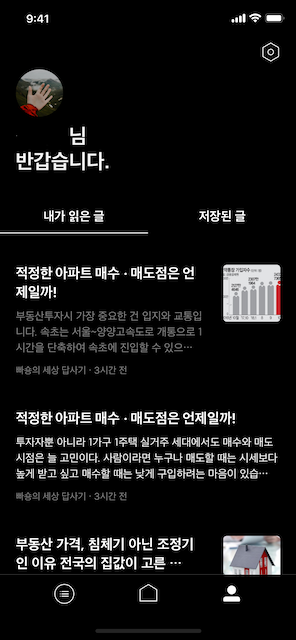 9:41
님
반갑습니다.
내가 읽은 글
저장된 글
적정한 아파트 매수 · 매도점은 언
제일까!
부동산투자시 가장 중요한 건 입지와 교통입
니다. 속초는 서울~양양고속도로 개통으로 1
시간을 단축하여 속초에 진입할 수 있으…
빠숑의 세상 답사기 · 3시간 전
적정한 아파트 매수 · 매도점은 언제일까!
투자자뿐 아니라 1가구 1주택 실거주 세대에서도 매수와 매도
시점은 늘 고민이다. 사람이라면 누구나 매도할 때는 시세보다
높게 받고 싶고 매수할 때는 낮게 구입하려는 마음이 있습…
빠숑의 세상 답사기 · 3시간 전
부동산 가격, 침체기 아닌 조정기
인 이유 전국의 집값이 고른 …